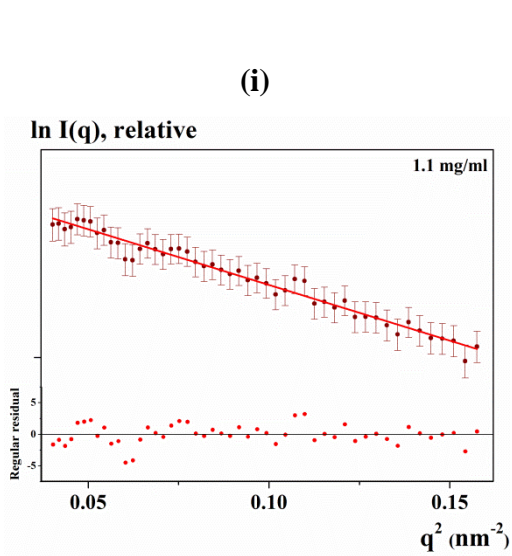 (i)
ln I(q), relative
1.1 mg/ml
Regular residual
5
0
-5
0.05 0.10 0.15
q² (nm⁻²)